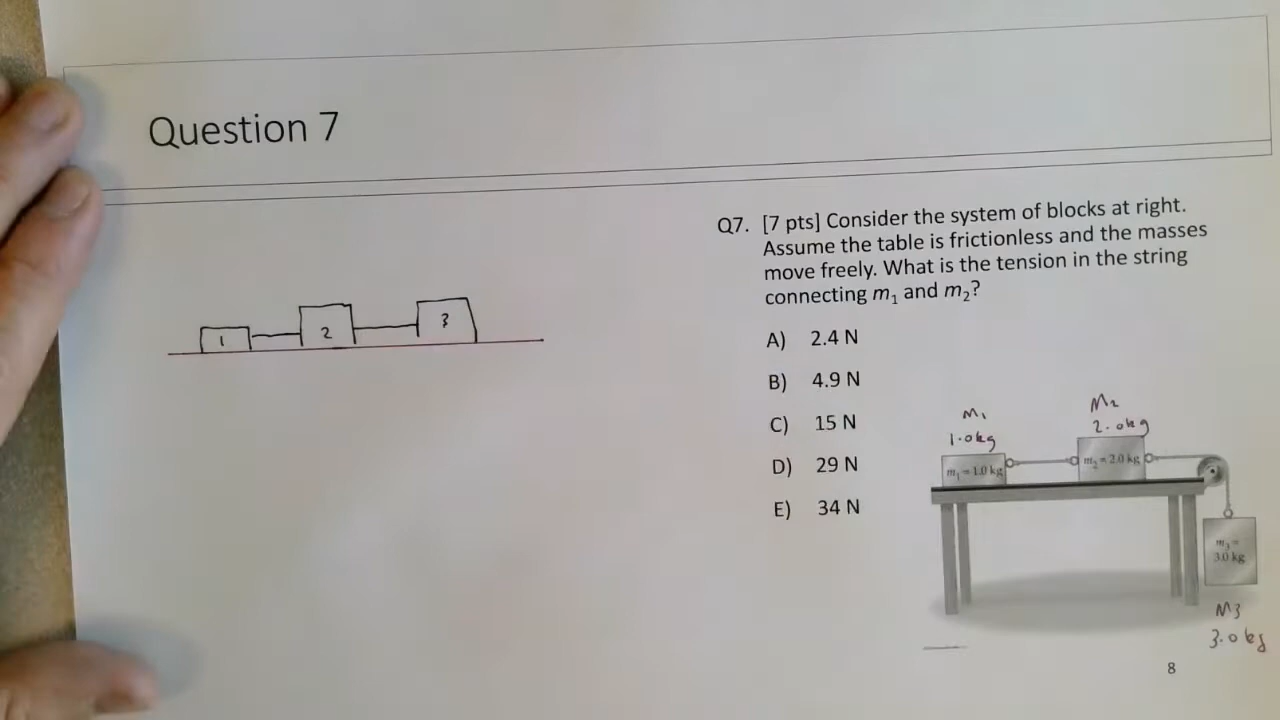 Question 7
Q7. [7 pts] Consider the system of blocks at right.
Assume the table is frictionless and the masses
move freely. What is the tension in the string
connecting m₁ and m₂?
A) 2.4 N
B) 4.9 N
C) 15 N
D) 29 N
E) 34 N
1
2
3
M₁
1.0kg
M₂
2.0kg
m₁ = 1.0 kg
m₂ = 2.0 kg
m₃ =
3.0 kg
M3
3.0 kg
8